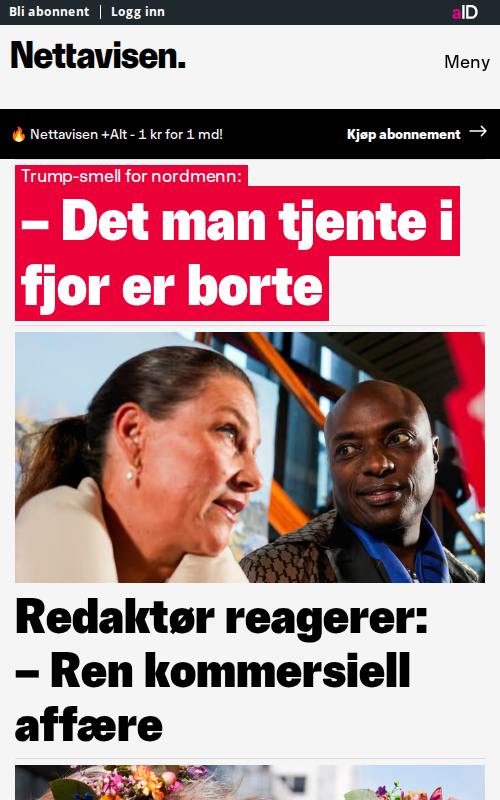 Bli abonnent | Logg inn
aID
Nettavisen.
Meny
🔥 Nettavisen +Alt - 1 kr for 1 md!
Kjøp abonnement →
Trump-smell for nordmenn:
– Det man tjente i
fjor er borte
Redaktør reagerer:
– Ren kommersiell
affære